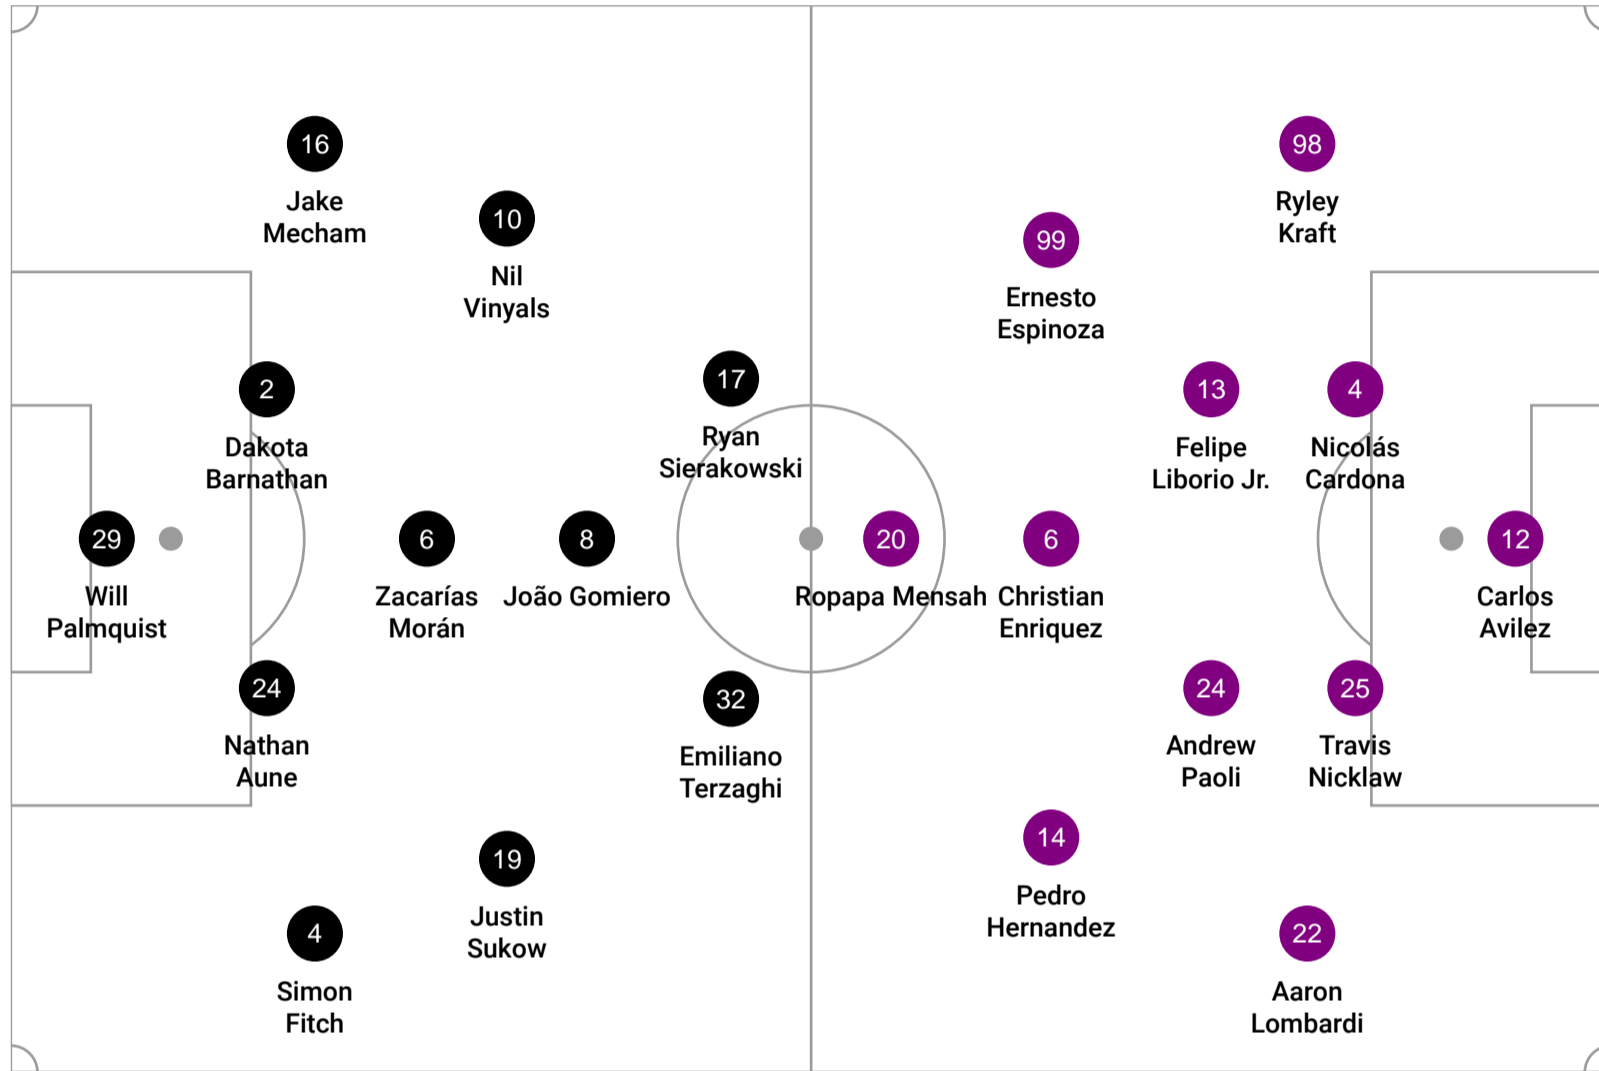 16
Jake
Mecham
10
Nil
Vinyals
2
Dakota
Barnathan
17
Ryan
Sierakowski
29
Will
Palmquist
6
Zacarías
Morán
8
João Gomiero
24
Nathan
Aune
32
Emiliano
Terzaghi
19
Justin
Sukow
4
Simon
Fitch
98
Ryley
Kraft
99
Ernesto
Espinoza
13
Felipe
Liborio Jr.
4
Nicolás
Cardona
20
Ropapa Mensah
6
Christian
Enriquez
12
Carlos
Avilez
24
Andrew
Paoli
25
Travis
Nicklaw
14
Pedro
Hernandez
22
Aaron
Lombardi